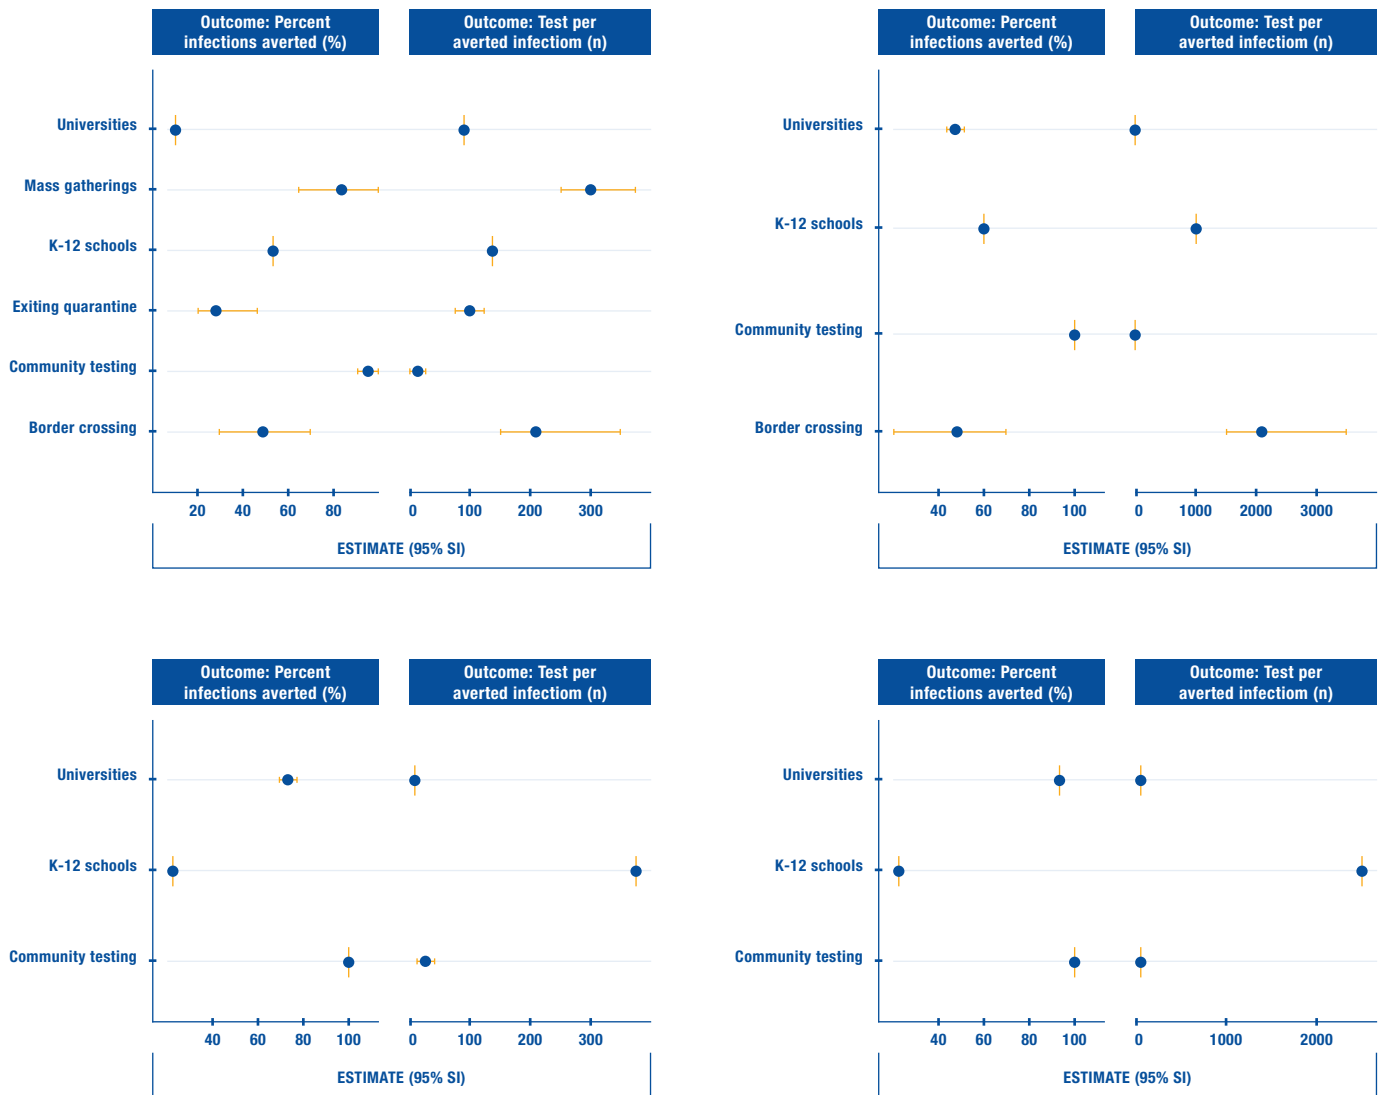 Outcome: Percent
infections averted (%)
Outcome: Test per
averted infectiom (n)
Universities
Mass gatherings
K-12 schools
Exiting quarantine
Community testing
Border crossing
20 40 60 80 0 100 200 300
ESTIMATE (95% SI)
Outcome: Percent
infections averted (%)
Outcome: Test per
averted infectiom (n)
Universities
K-12 schools
Community testing
Border crossing
40 60 80 100 0 1000 2000 3000
ESTIMATE (95% SI)
Outcome: Percent
infections averted (%)
Outcome: Test per
averted infectiom (n)
Universities
K-12 schools
Community testing
40 60 80 100 0 100 200 300
ESTIMATE (95% SI)
Outcome: Percent
infections averted (%)
Outcome: Test per
averted infectiom (n)
Universities
K-12 schools
Community testing
40 60 80 100 0 1000 2000
ESTIMATE (95% SI)